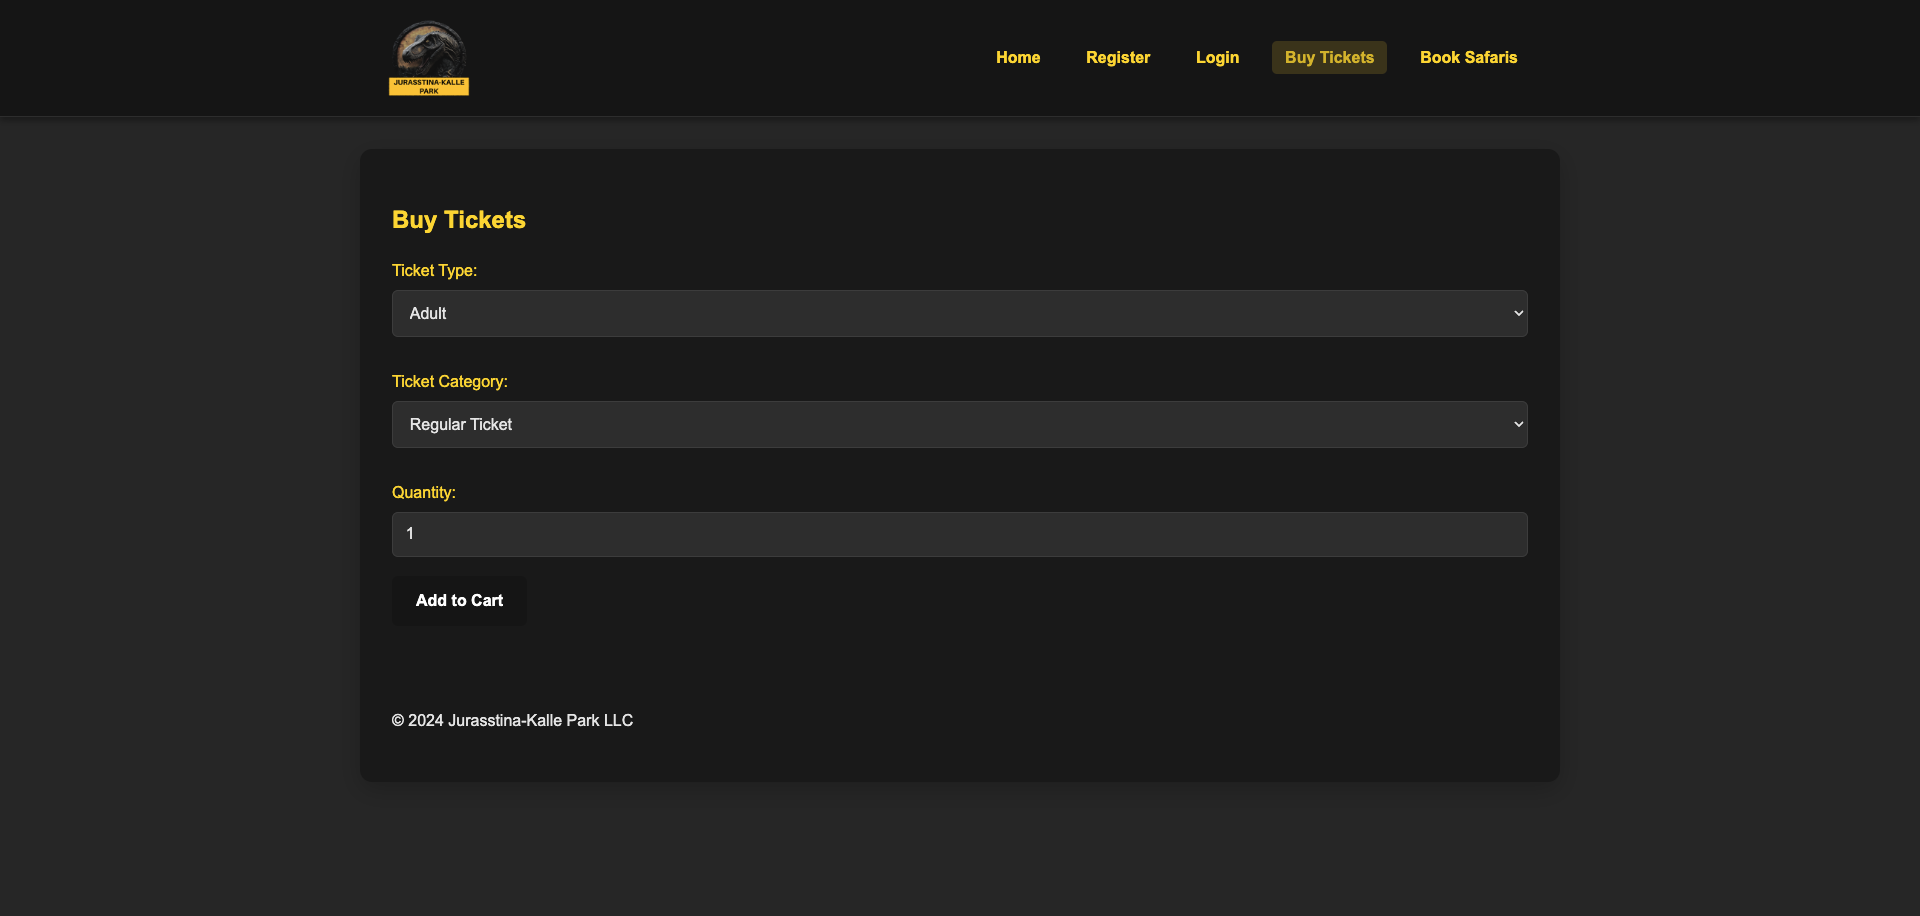 JURASSTINA-KALLE
PARK
Home
Register
Login
Buy Tickets
Book Safaris
Buy Tickets
Ticket Type:
Adult
Ticket Category:
Regular Ticket
Quantity:
1
Add to Cart
© 2024 Jurasstina-Kalle Park LLC